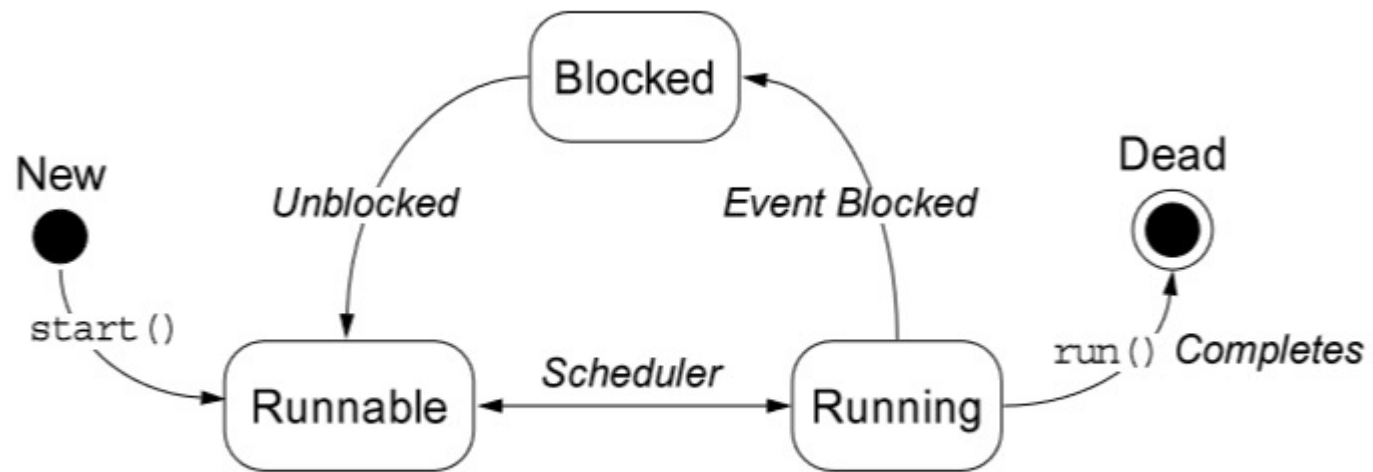 Blocked
New
Dead
Unblocked
Event Blocked
start()
run() Completes
Scheduler
Runnable
Running